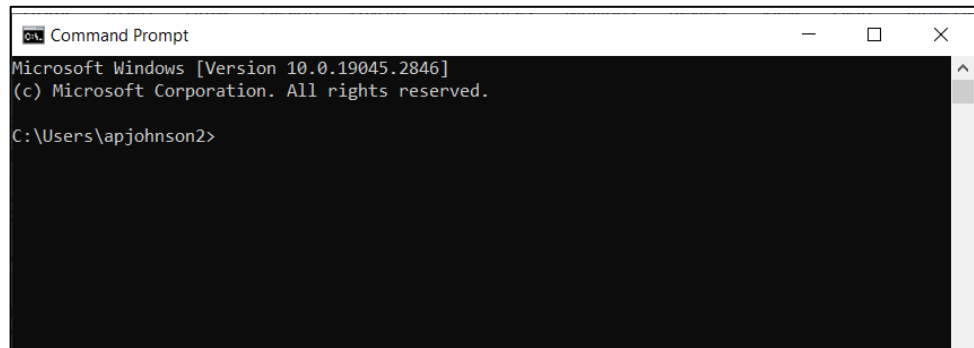 Command Prompt
Microsoft Windows [Version 10.0.19045.2846]
(c) Microsoft Corporation. All rights reserved.
C:\Users\apjohnson2>